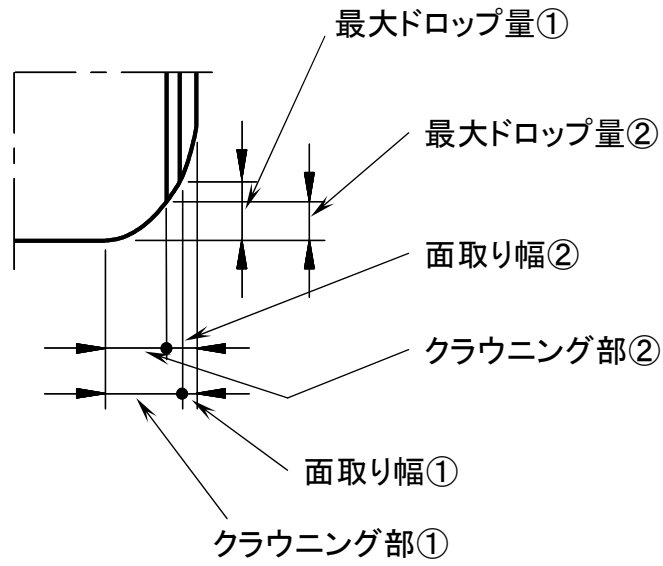 最大ドロップ量①
最大ドロップ量②
面取り幅②
クラウニング部②
面取り幅①
クラウニング部①